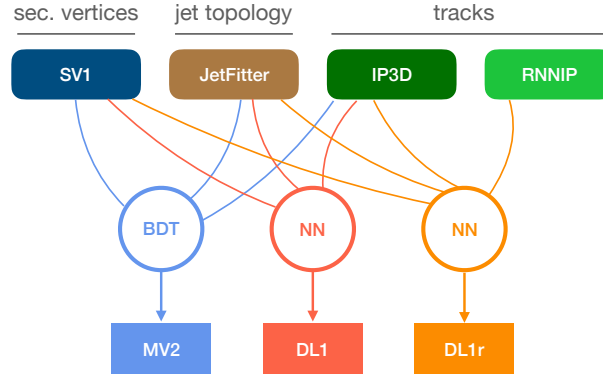 sec. vertices jet topology tracks
SV1 JetFitter IP3D RNNIP
BDT NN NN
MV2 DL1 DL1r